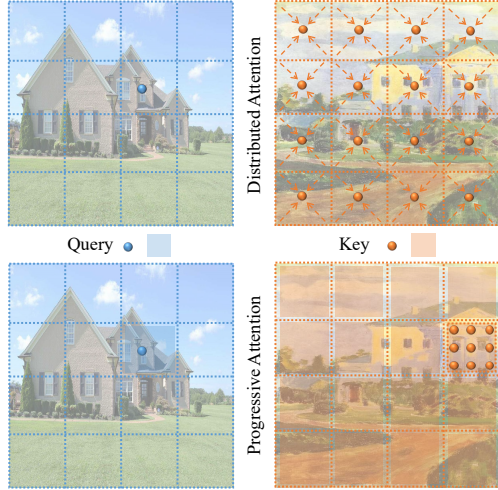 Distributed Attention
Query
Key
Progressive Attention